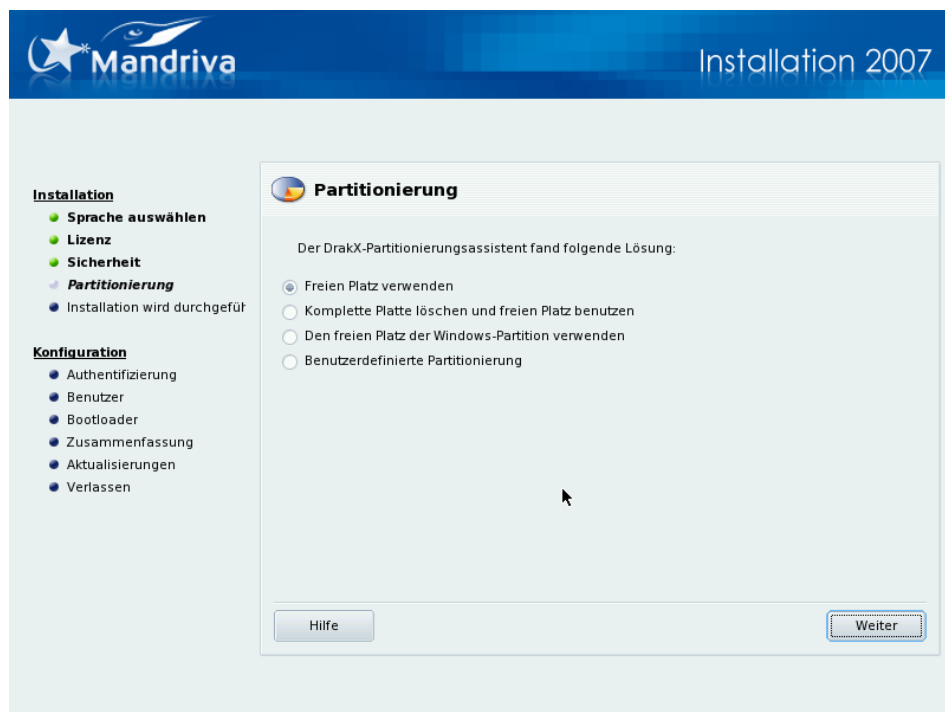 Mandriva
Installation 2007
Installation
Sprache auswählen
Lizenz
Sicherheit
Partitionierung
Installation wird durchgefüh
Konfiguration
Authentifizierung
Benutzer
Bootloader
Zusammenfassung
Aktualisierungen
Verlassen
Partitionierung
Der DrakX-Partitionierungsassistent fand folgende Lösung:
Freien Platz verwenden
Komplette Platte löschen und freien Platz benutzen
Den freien Platz der Windows-Partition verwenden
Benutzerdefinierte Partitionierung
Hilfe
Weiter